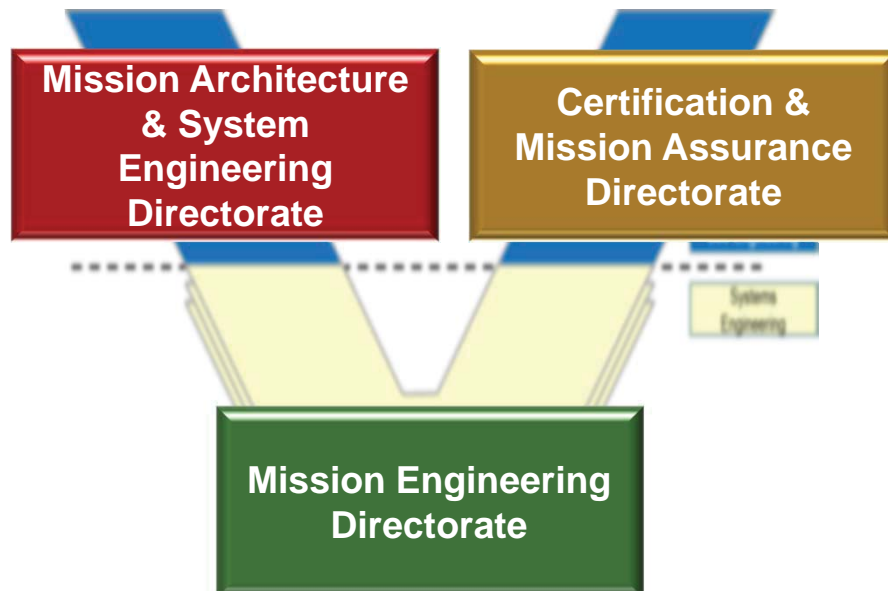 Mission Architecture
& System
Engineering
Directorate
Certification &
Mission Assurance
Directorate
Systems
Engineering
Mission Engineering
Directorate